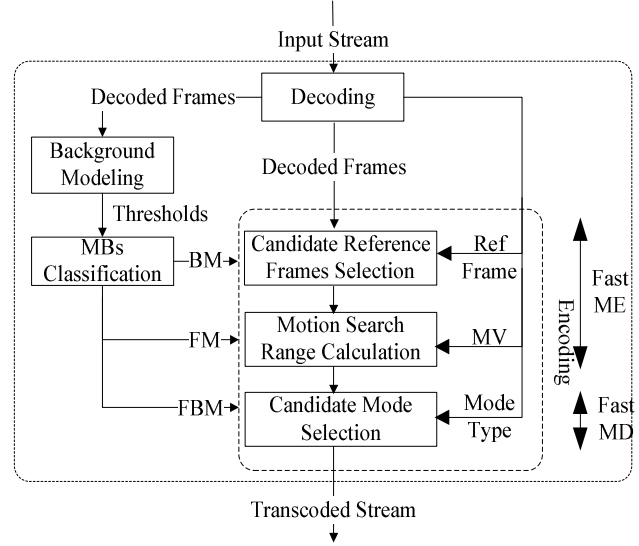 Input Stream
Decoded Frames
Decoding
Background
Modeling
Decoded Frames
Thresholds
MBs
Classification
BM
Candidate Reference
Frames Selection
Ref
Frame
Fast
ME
Encoding
FM
Motion Search
Range Calculation
MV
FBM
Candidate Mode
Selection
Mode
Type
Fast
MD
Transcoded Stream